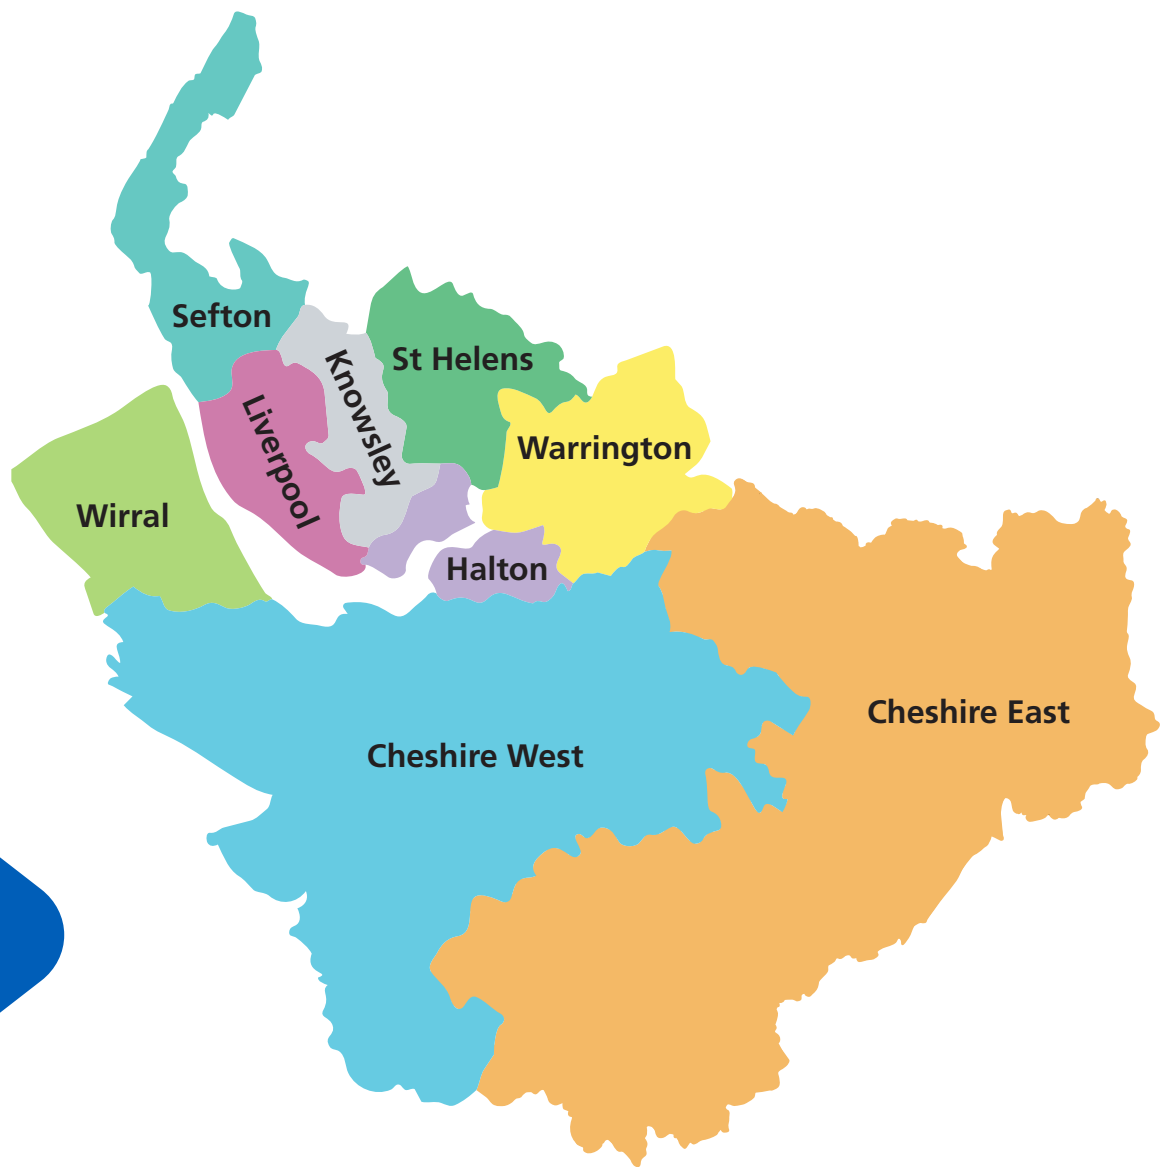 Sefton
St Helens
Knowsley
Liverpool
Warrington
Wirral
Halton
Cheshire East
Cheshire West